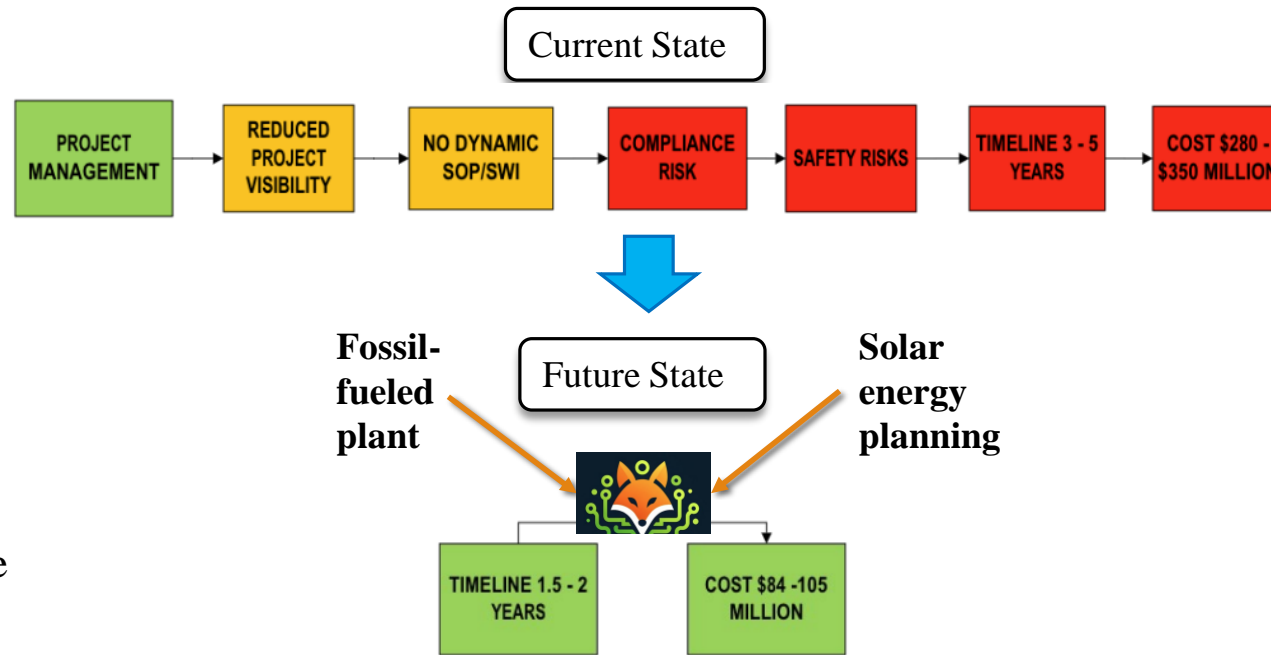 Current State
PROJECT
MANAGEMENT
REDUCED
PROJECT
VISIBILITY
NO DYNAMIC
SOP/SWI
COMPLIANCE
RISK
SAFETY RISKS
TIMELINE 3 - 5
YEARS
COST $280 -
$350 MILLION
Fossil-
fueled
plant
Future State
Solar
energy
planning
e
TIMELINE 1.5 - 2
YEARS
COST $84 -105
MILLION